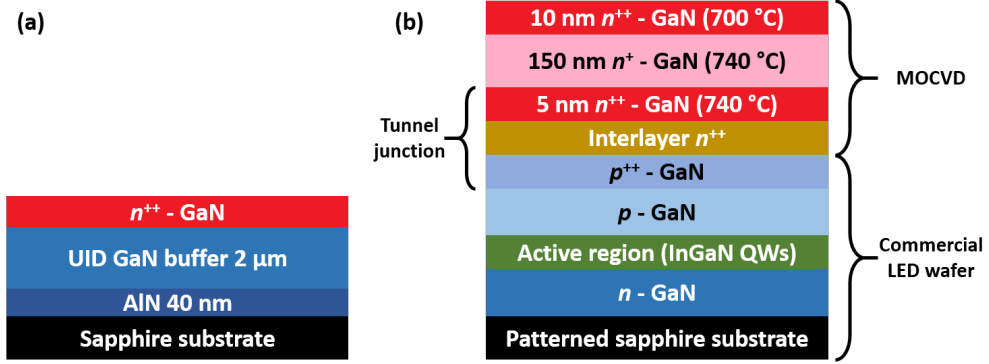 (a)
n⁺⁺ - GaN
UID GaN buffer 2 µm
AlN 40 nm
Sapphire substrate
(b)
10 nm n⁺⁺ - GaN (700 °C)
150 nm n⁺ - GaN (740 °C)
5 nm n⁺⁺ - GaN (740 °C)
Interlayer n⁺⁺
p⁺⁺ - GaN
p - GaN
Active region (InGaN QWs)
n - GaN
Patterned sapphire substrate
Tunnel
junction
MOCVD
Commercial
LED wafer